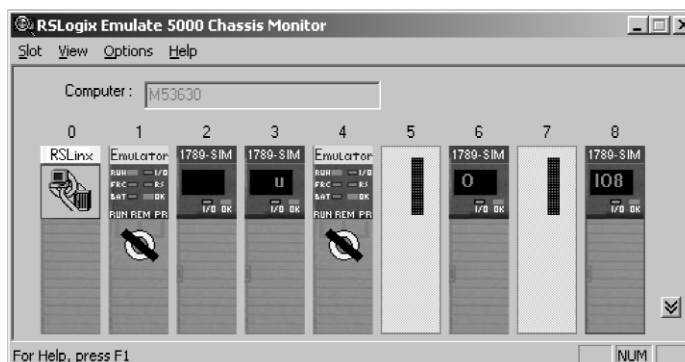 RSLogix Emulate 5000 Chassis Monitor
Slot View Options Help
Computer : M53630
0 1 2 3 4 5 6 7 8
RSLinx Emulator 1789-SIM 1789-SIM Emulator 1789-SIM 1789-SIM
RUN I/O RUN I/O
FRC RS u FRC RS O IO8
BAT OK I/O OK I/O OK BAT OK I/O OK I/O OK
RUN REM PR RUN REM PR
For Help, press F1 NUM